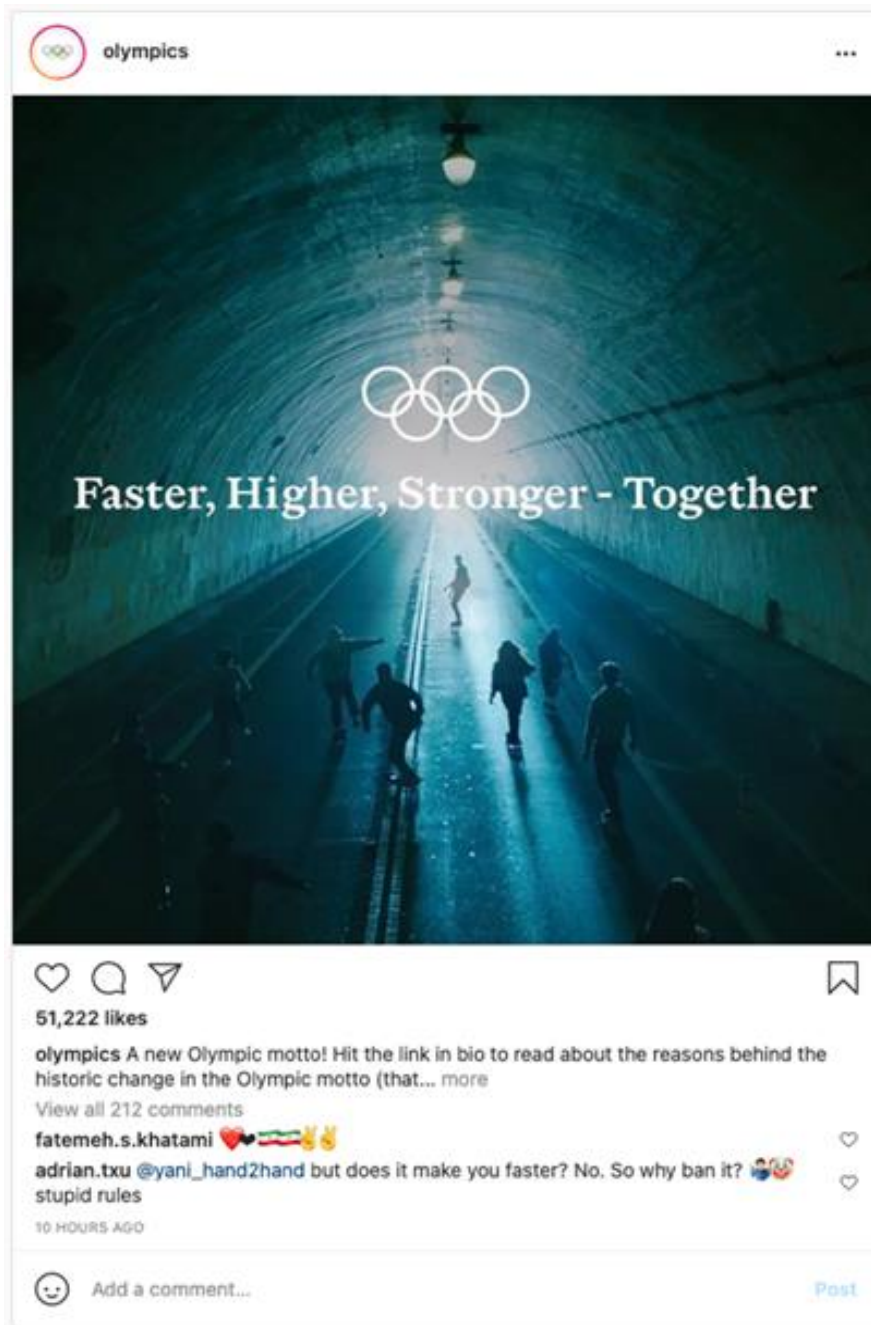 olympics
Faster, Higher, Stronger - Together
51,222 likes
olympics A new Olympic motto! Hit the link in bio to read about the reasons behind the
historic change in the Olympic motto (that... more
View all 212 comments
fatemeh.s.khatami ❤️🖤🇮🇷🇮🇷✌️✌️
adrian.txu @yani_hand2hand but does it make you faster? No. So why ban it? 🤷🏻‍♂️🤡
stupid rules
10 HOURS AGO
Add a comment...
Post